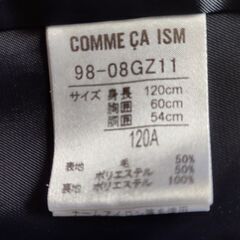 COMME ÇA ISM
98-08GZ11
サイズ 身長 120cm
胸囲 60cm
胴囲 54cm
120A
表地 毛 50%
ポリエステル 50%
裏地 ポリエステル 100%